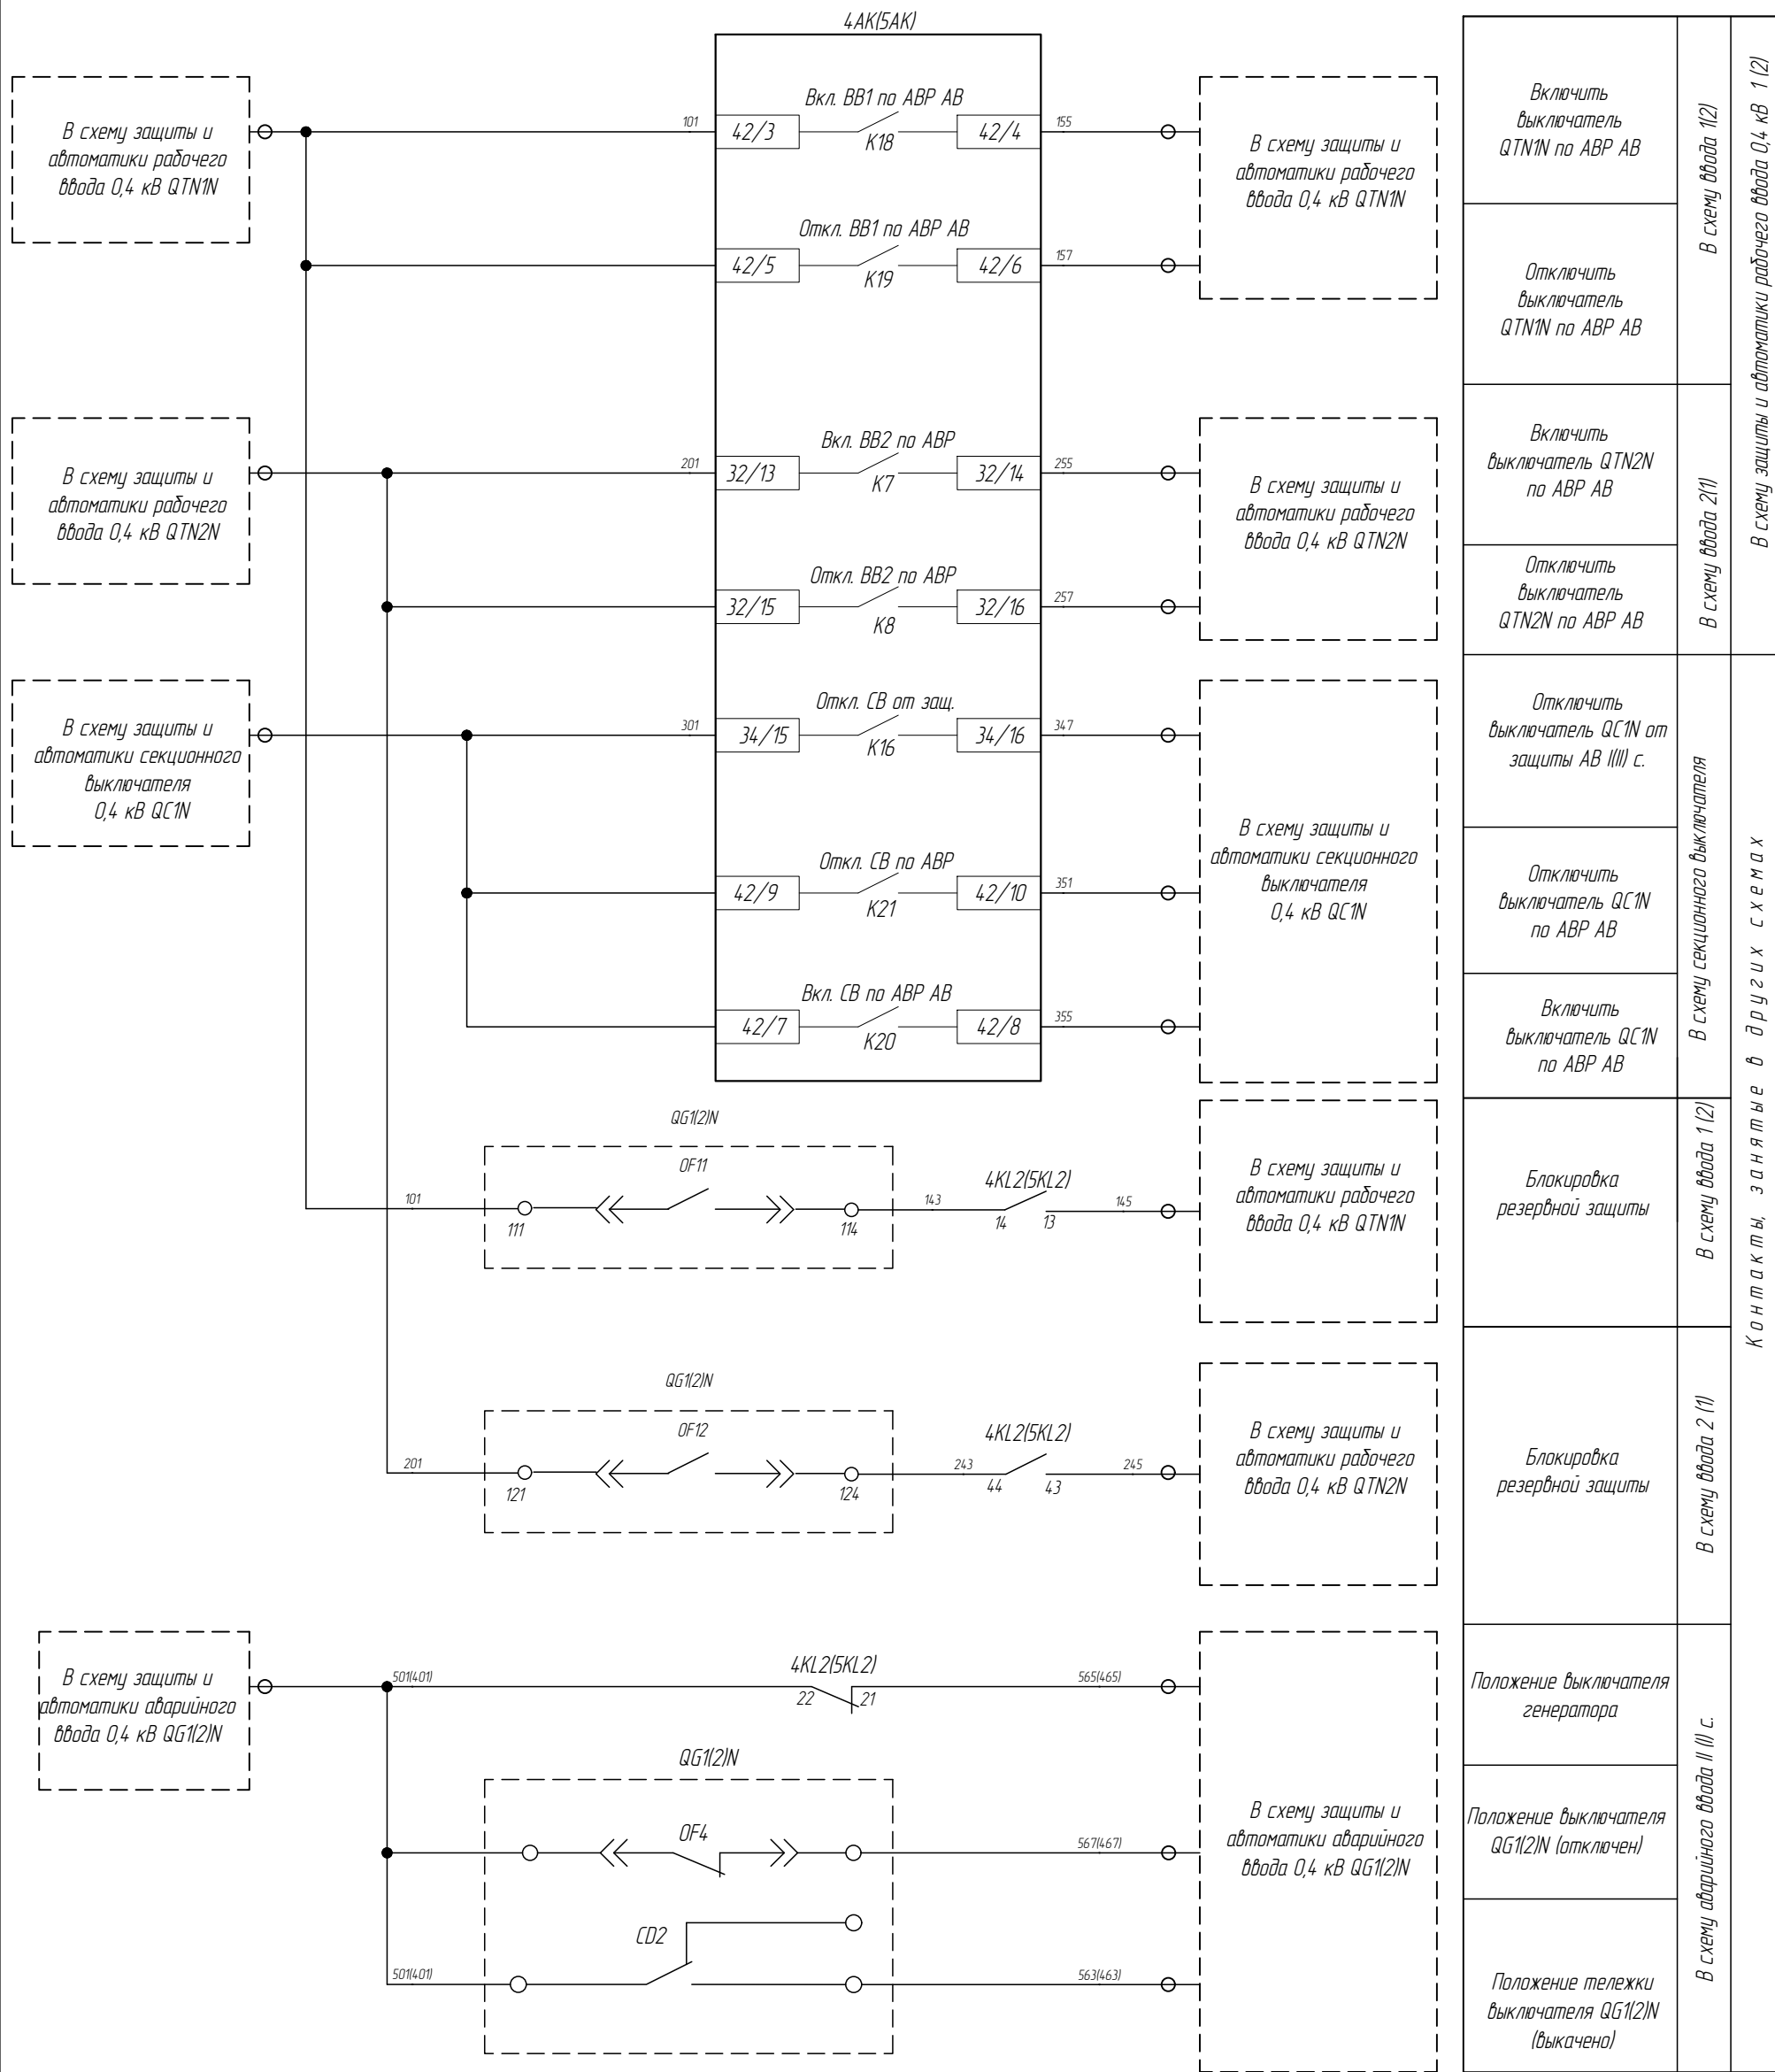 4АК(5АК)
В схему защиты и
автоматики рабочего
ввода 0,4 кВ QTN1N
101
42/3
Вкл. ВВ1 по АВР АВ
К18
42/4
155
42/5
Откл. ВВ1 по АВР АВ
К19
42/6
157
В схему защиты и
автоматики рабочего
ввода 0,4 кВ QTN1N
Включить
выключатель
QTN1N по АВР АВ
Отключить
выключатель
QTN1N по АВР АВ
В схему ввода 1(2)
В схему защиты и автоматики рабочего ввода 0,4 кВ 1 (2)
В схему защиты и
автоматики рабочего
ввода 0,4 кВ QTN2N
201
32/13
Вкл. ВВ2 по АВР
К7
32/14
255
32/15
Откл. ВВ2 по АВР
К8
32/16
257
В схему защиты и
автоматики рабочего
ввода 0,4 кВ QTN2N
Включить
выключатель QTN2N
по АВР АВ
Отключить
выключатель
QTN2N по АВР АВ
В схему ввода 2(1)
В схему защиты и
автоматики секционного
выключателя
0,4 кВ QC1N
301
34/15
Откл. СВ от защ.
К16
34/16
347
42/9
Откл. СВ по АВР
К21
42/10
351
42/7
Вкл. СВ по АВР АВ
К20
42/8
355
В схему защиты и
автоматики секционного
выключателя
0,4 кВ QC1N
Отключить
выключатель QC1N от
защиты АВ I(II) с.
Отключить
выключатель QC1N
по АВР АВ
Включить
выключатель QC1N
по АВР АВ
В схему секционного выключателя
Контакты, занятые в других схемах
QG1(2)N
OF11
101
111
114
143
4KL2(5KL2)
14
13
145
В схему защиты и
автоматики рабочего
ввода 0,4 кВ QTN1N
Блокировка
резервной защиты
В схему ввода 1 (2)
QG1(2)N
OF12
201
121
124
243
4KL2(5KL2)
44
43
245
В схему защиты и
автоматики рабочего
ввода 0,4 кВ QTN2N
Блокировка
резервной защиты
В схему ввода 2 (1)
В схему защиты и
автоматики аварийного
ввода 0,4 кВ QG1(2)N
501(401)
4KL2(5KL2)
22
21
565(465)
QG1(2)N
OF4
567(467)
CD2
501(401)
563(463)
В схему защиты и
автоматики аварийного
ввода 0,4 кВ QG1(2)N
Положение выключателя
генератора
Положение выключателя
QG1(2)N (отключен)
Положение тележки
выключателя QG1(2)N
(выкачено)
В схему аварийного ввода II (I) с.